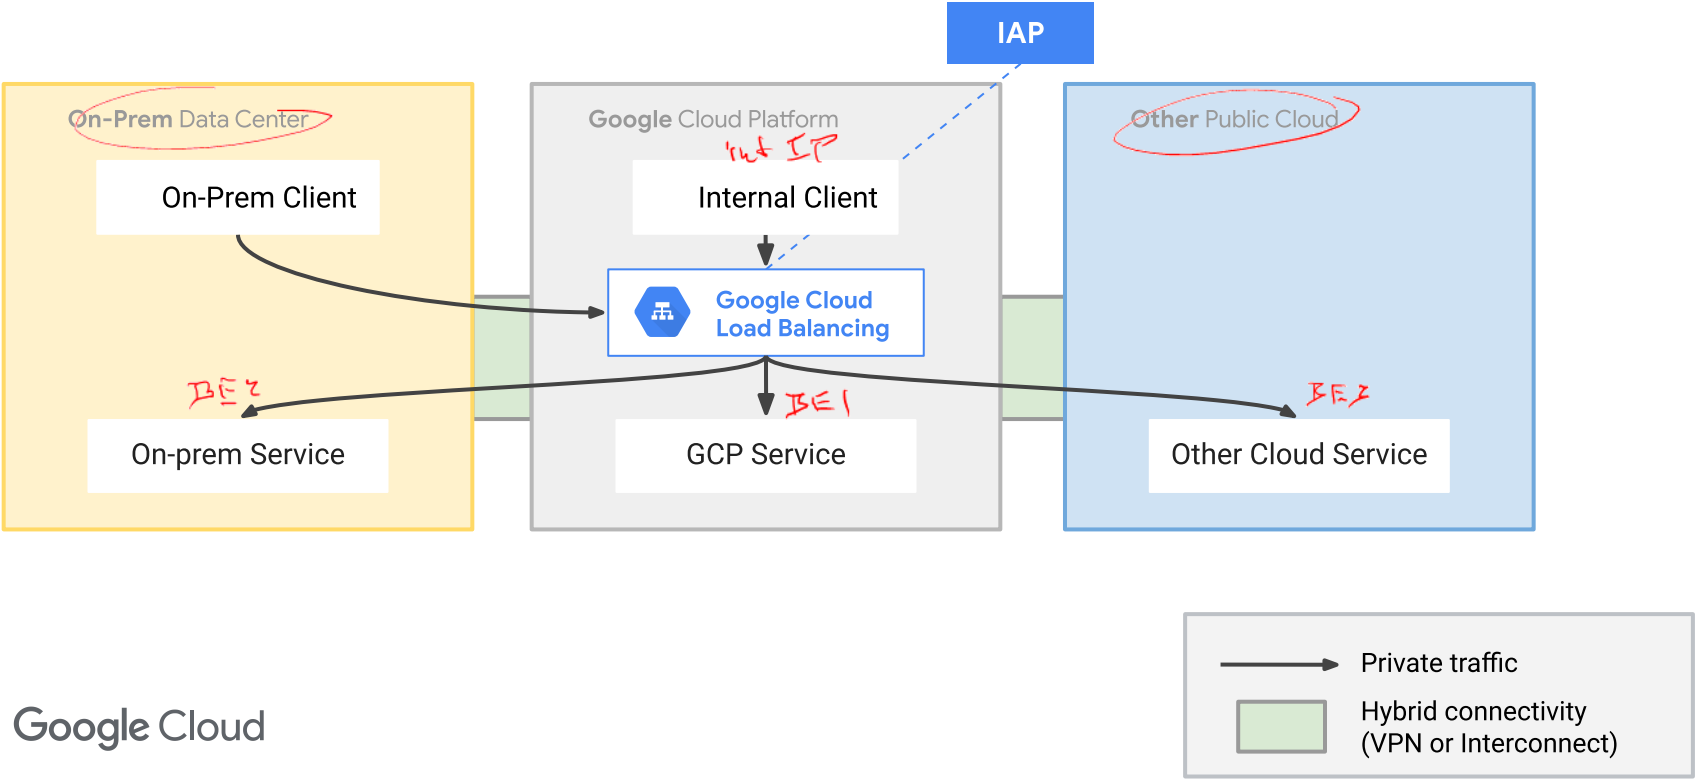 IAP
On-Prem Data Center
Google Cloud Platform
Other Public Cloud
int IP
On-Prem Client
Internal Client
Google Cloud
Load Balancing
BE2
BE1
BE3
On-prem Service
GCP Service
Other Cloud Service
Private traffic
Hybrid connectivity
(VPN or Interconnect)
Google Cloud